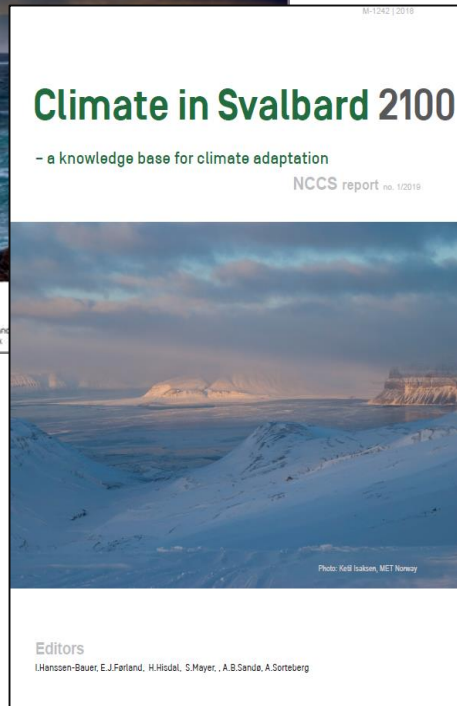 M-1242 | 2018
Climate in Svalbard 2100
– a knowledge base for climate adaptation
NCCS report no. 1/2019
Photo: Ketil Isaksen, MET Norway
Editors
I.Hanssen-Bauer, E.J.Førland, H.Hisdal, S.Mayer, , A.B.Sandø, A.Sorteberg